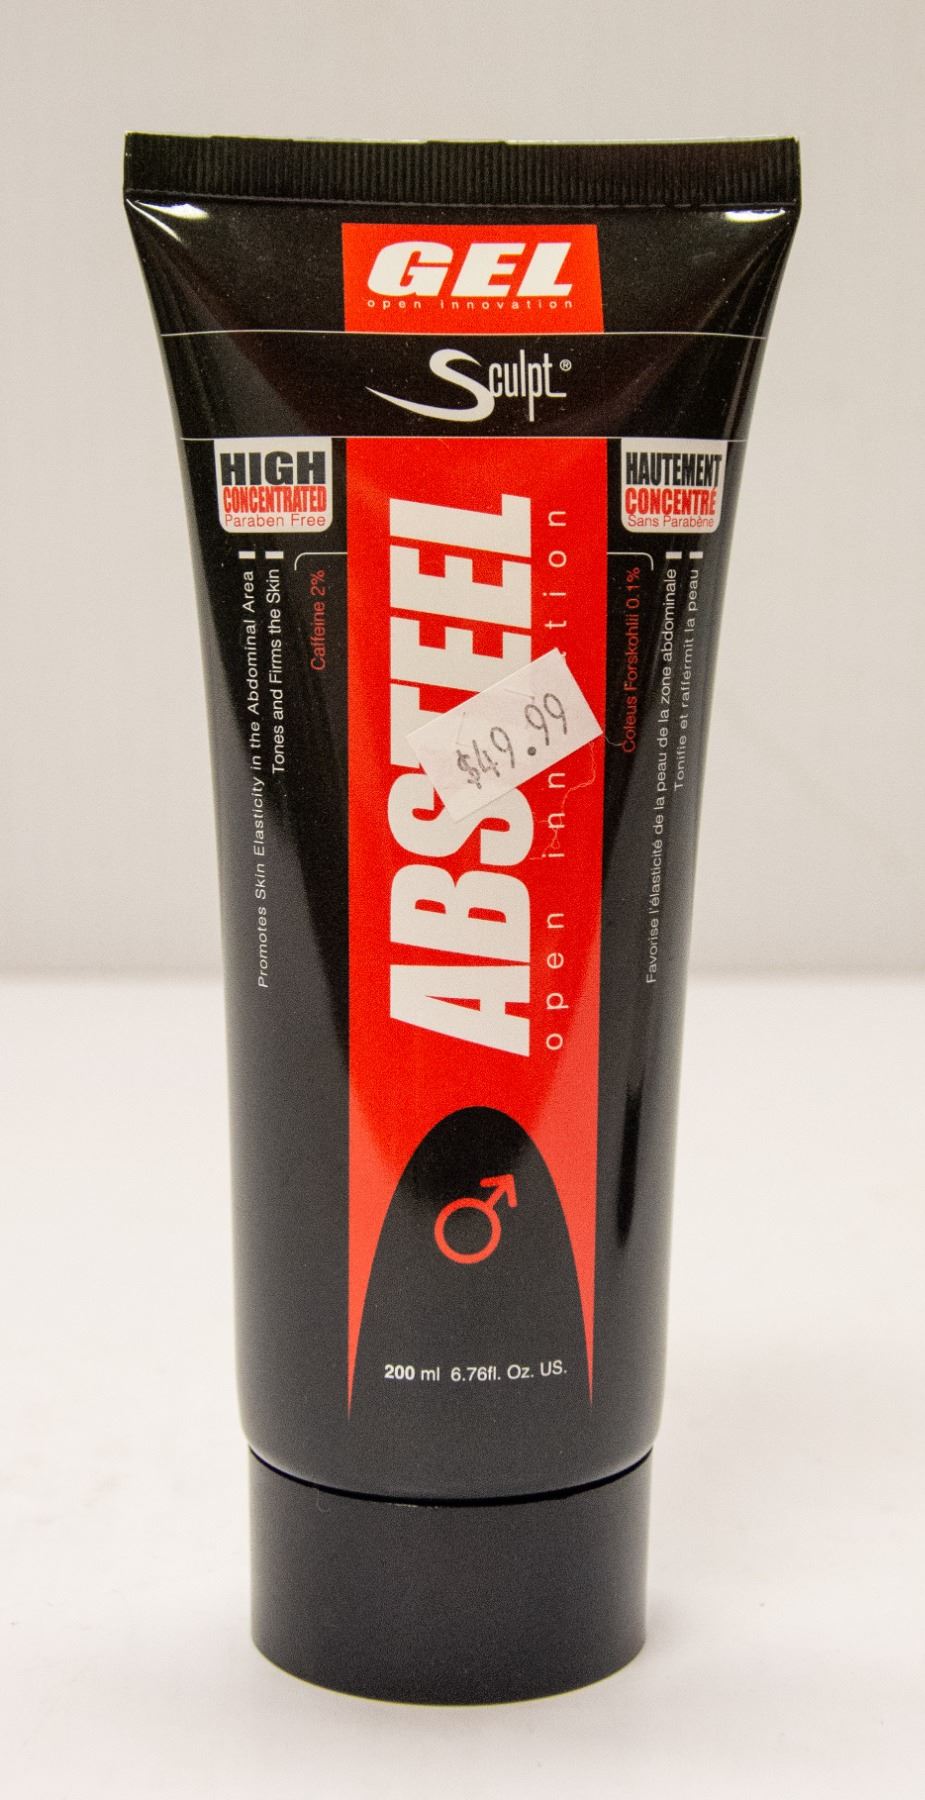 GEL
open innovation
Sculpt®
HIGH
CONCENTRATED
Paraben Free
HAUTEMENT
CONCENTRÉ
Sans Parabène
Promotes Skin Elasticity in the Abdominal Area
Tones and Firms the Skin
Caffeine 2%
ABSTEEL
open inn tion
$49.99
Coleus Forskohlii 0.1%
Favorise l'élasticité de la peau de la zone abdominale
Tonifie et raffermit la peau
200 ml 6.76fl. Oz. US.